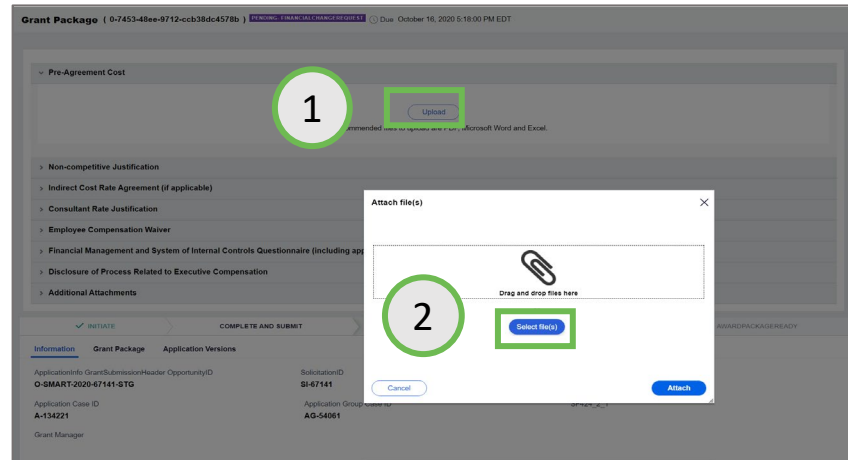 Grant Package ( 0-7453-48ee-9712-ccb38dc4578b ) PENDING- FINANCIALCHANGEREQUEST Due October 16, 2020 5:18:00 PM EDT
Pre-Agreement Cost
1
Upload
mmended files to upload are PDF, Microsoft Word and Excel.
Non-competitive Justification
Indirect Cost Rate Agreement (if applicable)
Consultant Rate Justification
Employee Compensation Waiver
Financial Management and System of Internal Controls Questionnaire (including app
Disclosure of Process Related to Executive Compensation
Additional Attachments
Attach file(s)
Drag and drop files here
2
Select file(s)
Cancel
Attach
INITIATE
COMPLETE AND SUBMIT
AWARDPACKAGEREADY
Information Grant Package Application Versions
ApplicationInfo GrantSubmissionHeader OpportunityID
O-SMART-2020-67141-STG
SolicitationID
SI-67141
Application Case ID
A-134221
Application Group Case ID
AG-54061
SF424_2_1
Grant Manager